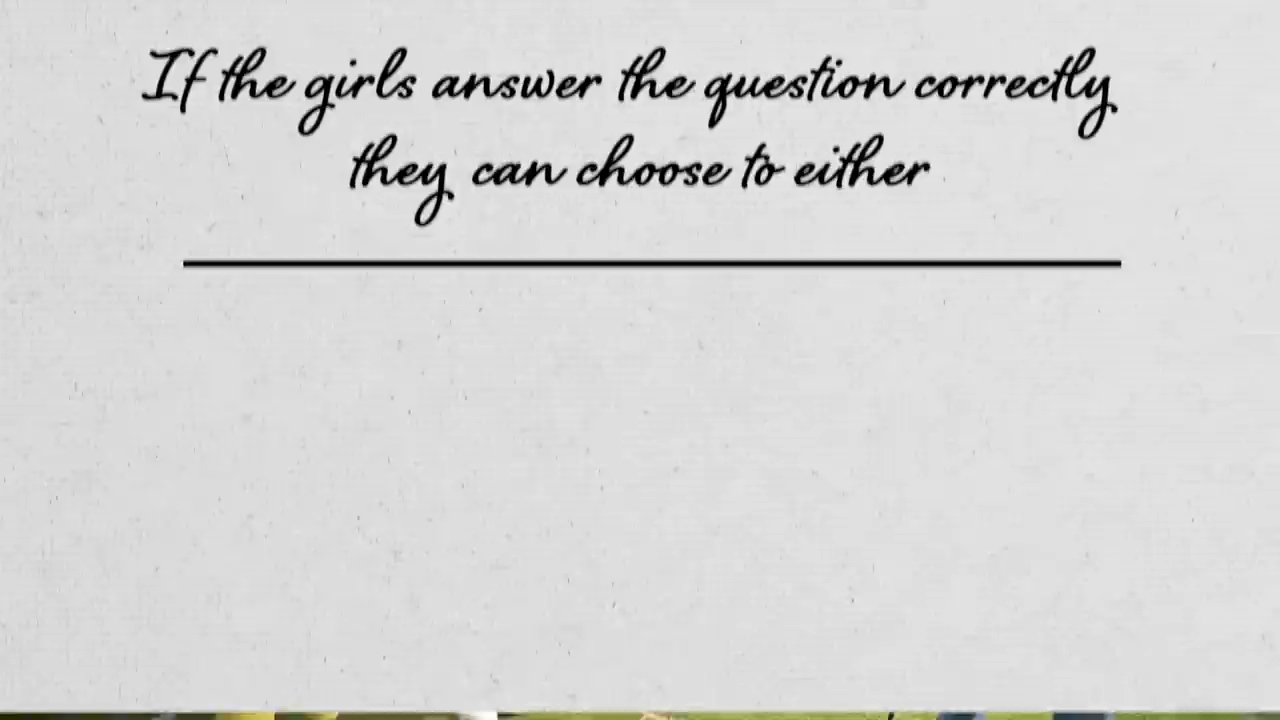 If the girls answer the question correctly
they can choose to either